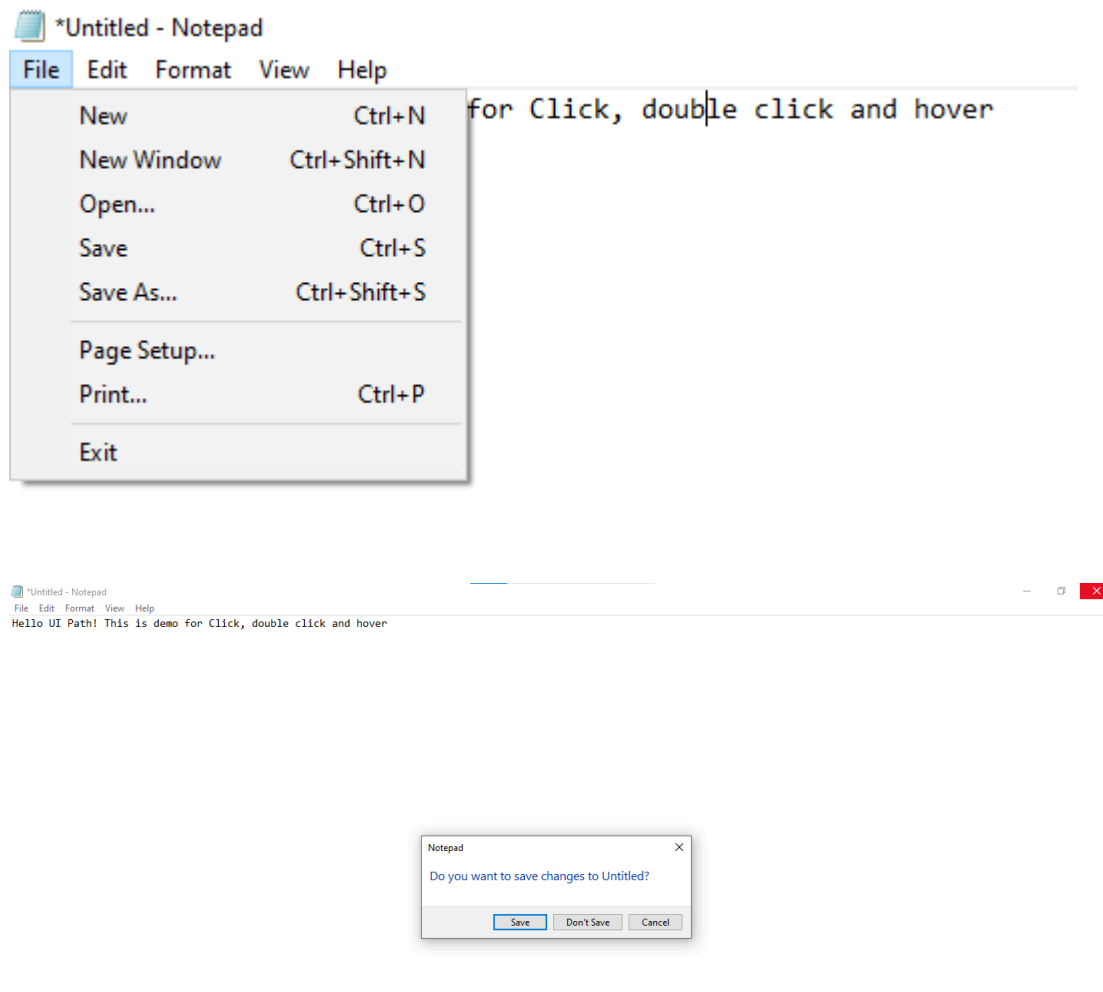 *Untitled - Notepad
File Edit Format View Help
for Click, double click and hover
New Ctrl+N
New Window Ctrl+Shift+N
Open... Ctrl+O
Save Ctrl+S
Save As... Ctrl+Shift+S
Page Setup...
Print... Ctrl+P
Exit
*Untitled - Notepad
File Edit Format View Help
Hello UI Path! This is demo for Click, double click and hover
Notepad
Do you want to save changes to Untitled?
Save Don't Save Cancel